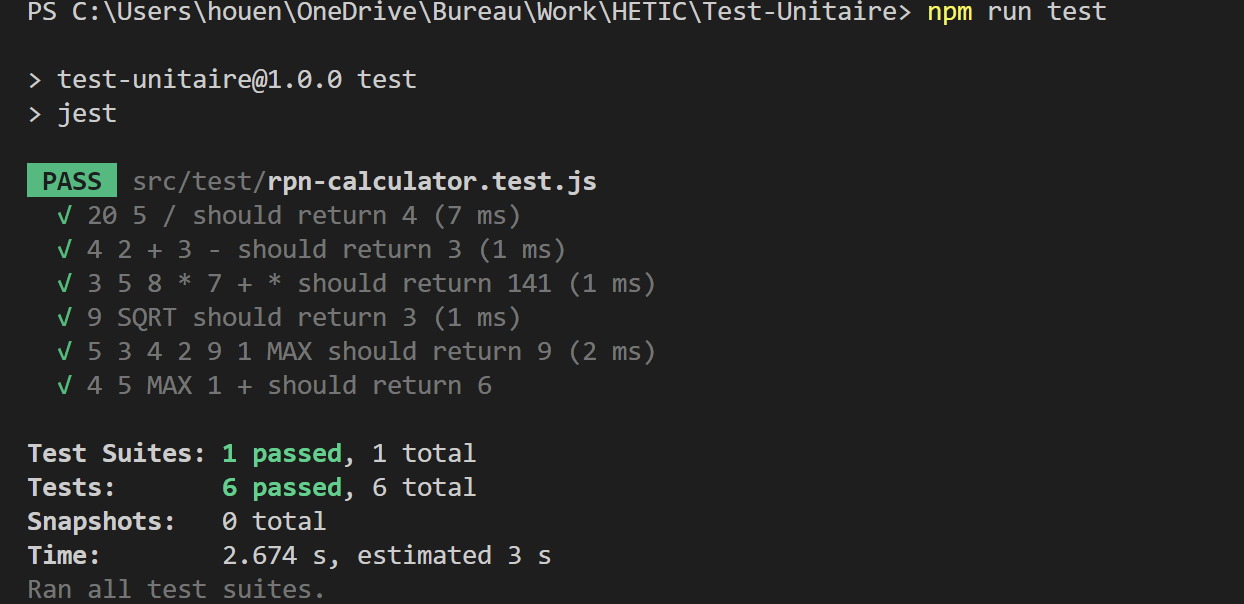 PS C:\Users\houen\OneDrive\Bureau\Work\HETIC\Test-Unitaire> npm run test
> test-unitaire@1.0.0 test
> jest
PASS src/test/rpn-calculator.test.js
√ 20 5 / should return 4 (7 ms)
√ 4 2 + 3 - should return 3 (1 ms)
√ 3 5 8 * 7 + * should return 141 (1 ms)
√ 9 SQRT should return 3 (1 ms)
√ 5 3 4 2 9 1 MAX should return 9 (2 ms)
√ 4 5 MAX 1 + should return 6
Test Suites: 1 passed, 1 total
Tests: 6 passed, 6 total
Snapshots: 0 total
Time: 2.674 s, estimated 3 s
Ran all test suites.